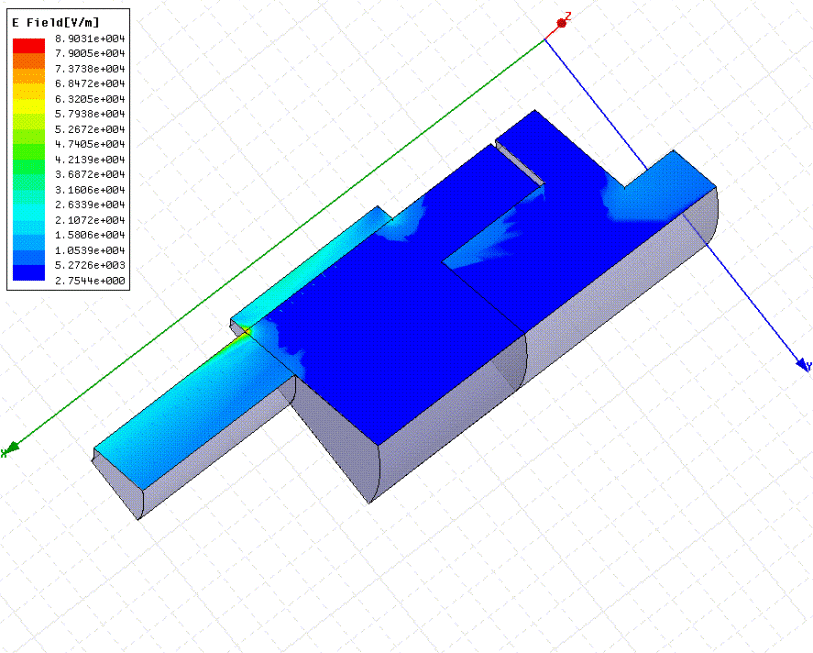 E Field[V/m]
8.9031e+004
7.9005e+004
7.3738e+004
6.8472e+004
6.3205e+004
5.7938e+004
5.2672e+004
4.7405e+004
4.2139e+004
3.6872e+004
3.1606e+004
2.6339e+004
2.1072e+004
1.5806e+004
1.0539e+004
5.2726e+003
2.7544e+000
Z
X
Y